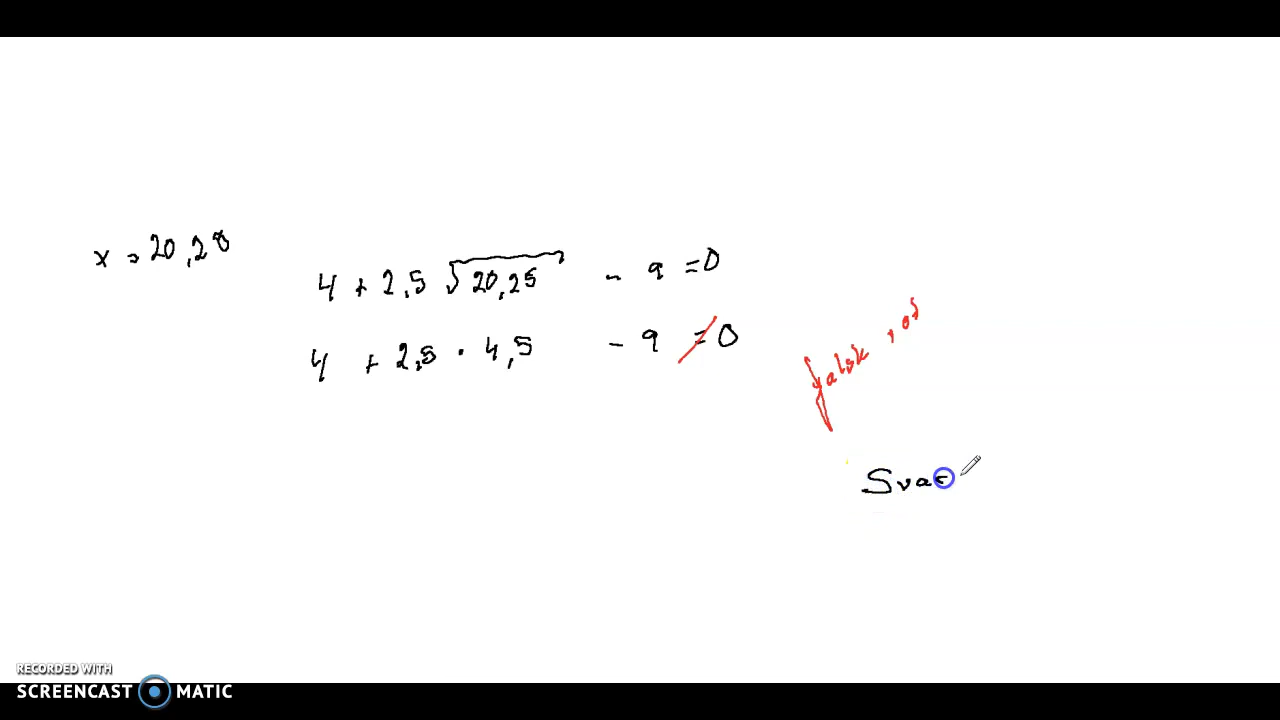 x = 20,28
4 + 2,5 √20,25 - 9 = 0
4 + 2,5 · 4,5 - 9 ≠ 0
falsk rot
Svar
RECORDED WITH
SCREENCAST MATIC